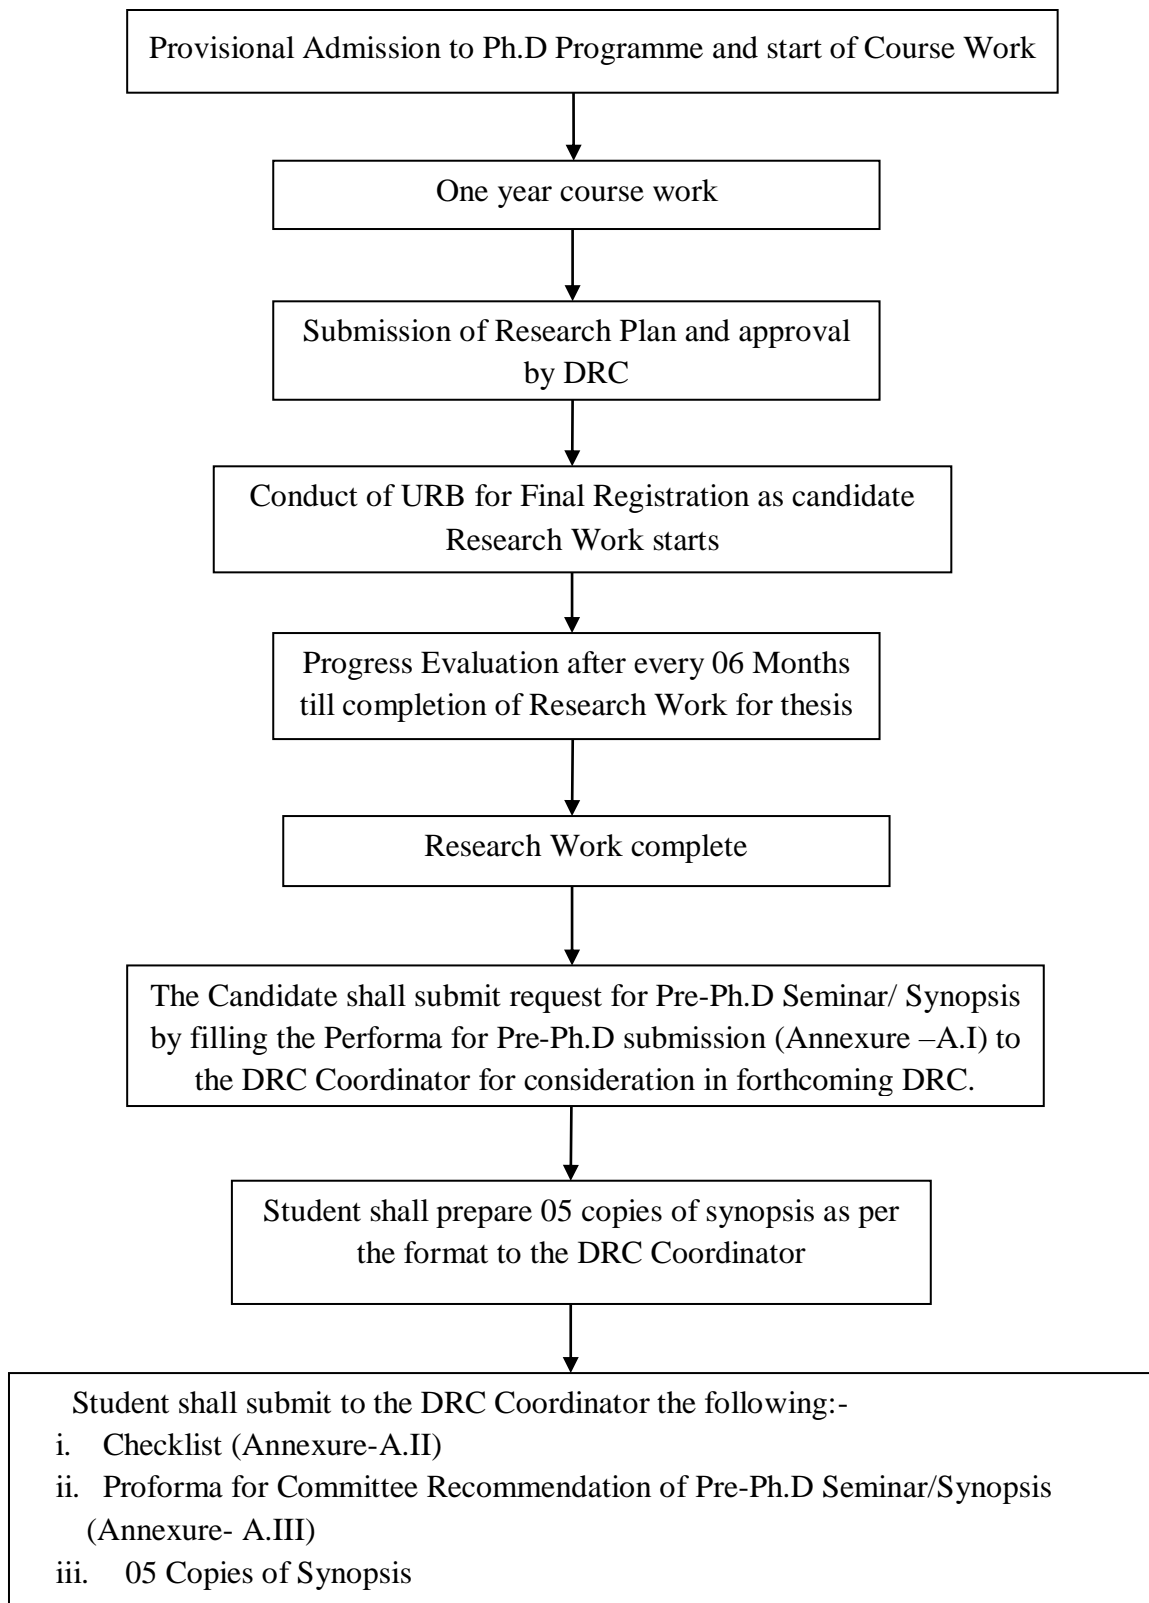 Provisional Admission to Ph.D Programme and start of Course Work
One year course work
Submission of Research Plan and approval
by DRC
Conduct of URB for Final Registration as candidate
Research Work starts
Progress Evaluation after every 06 Months
till completion of Research Work for thesis
Research Work complete
The Candidate shall submit request for Pre-Ph.D Seminar/ Synopsis
by filling the Performa for Pre-Ph.D submission (Annexure –A.I) to
the DRC Coordinator for consideration in forthcoming DRC.
Student shall prepare 05 copies of synopsis as per
the format to the DRC Coordinator
Student shall submit to the DRC Coordinator the following:-
i. Checklist (Annexure-A.II)
ii. Proforma for Committee Recommendation of Pre-Ph.D Seminar/Synopsis
(Annexure- A.III)
iii. 05 Copies of Synopsis